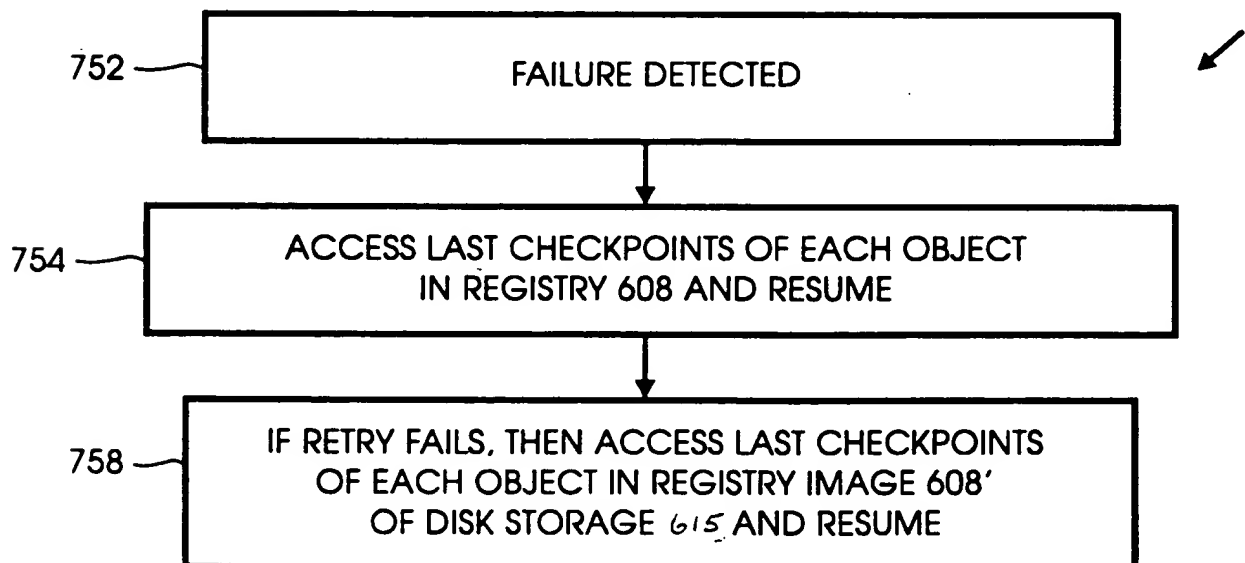 752
FAILURE DETECTED
754
ACCESS LAST CHECKPOINTS OF EACH OBJECT
IN REGISTRY 608 AND RESUME
758
IF RETRY FAILS, THEN ACCESS LAST CHECKPOINTS
OF EACH OBJECT IN REGISTRY IMAGE 608'
OF DISK STORAGE 615 AND RESUME